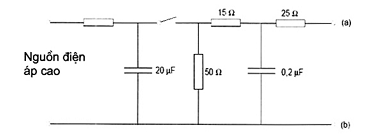 15 Ω
25 Ω
(a)
Nguồn điện
áp cao
20 µF
50 Ω
0,2 µF
(b)